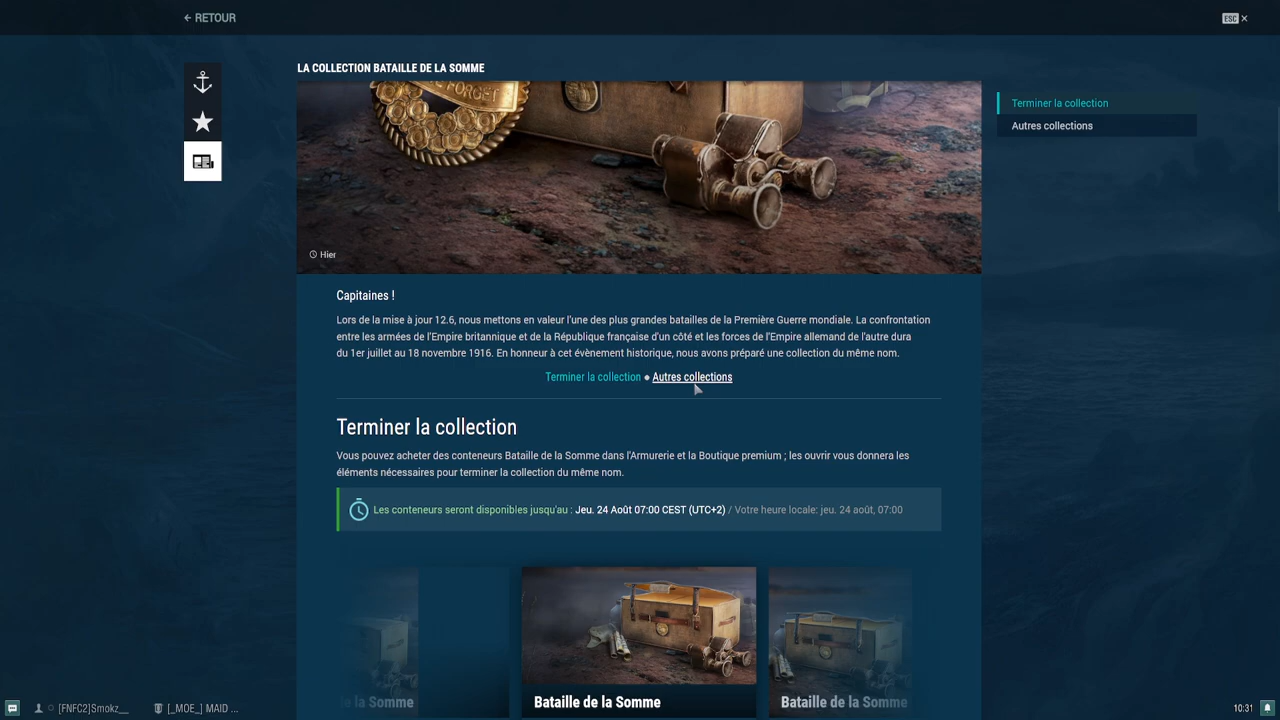 RETOUR
ESC
LA COLLECTION BATAILLE DE LA SOMME
FORGET
Hier
Terminer la collection
Autres collections
Capitaines !
Lors de la mise à jour 12.6, nous mettons en valeur l'une des plus grandes batailles de la Première Guerre mondiale. La confrontation
entre les armées de l'Empire britannique et de la République française d'un côté et les forces de l'Empire allemand de l'autre dura
du 1er juillet au 18 novembre 1916. En honneur à cet évènement historique, nous avons préparé une collection du même nom.
Terminer la collection ● Autres collections
Terminer la collection
Vous pouvez acheter des conteneurs Bataille de la Somme dans l'Armurerie et la Boutique premium ; les ouvrir vous donnera les
éléments nécessaires pour terminer la collection du même nom.
Les conteneurs seront disponibles jusqu'au : Jeu. 24 Août 07:00 CEST (UTC+2) / Votre heure locale: jeu. 24 août, 07:00
le la Somme
Bataille de la Somme
Bataille de la Somme
[FNFC2]Smokz__
[_MOE_] MAID ...
10:31